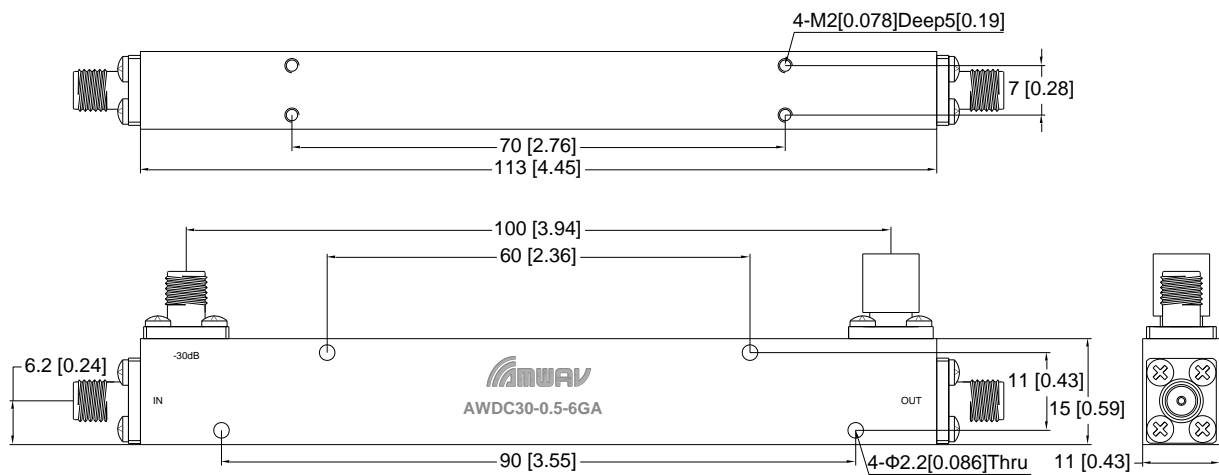 4-M2[0.078]Deep5[0.19]
7 [0.28]
70 [2.76]
113 [4.45]
100 [3.94]
60 [2.36]
-30dB
6.2 [0.24]
AMWAV
11 [0.43]
IN
AWDC30-0.5-6GA
OUT
15 [0.59]
90 [3.55]
4-Φ2.2[0.086]Thru
11 [0.43]